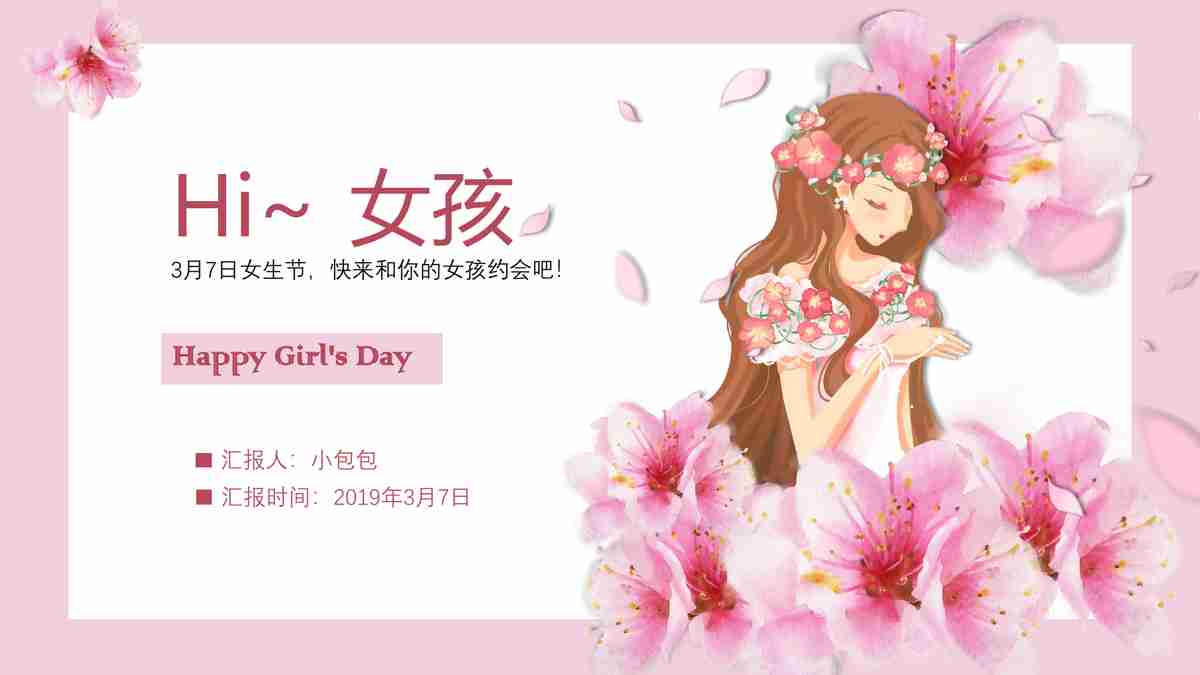 Hi~ 女孩
3月7日女生节，快来和你的女孩约会吧！
Happy Girl's Day
■ 汇报人：小包包
■ 汇报时间：2019年3月7日